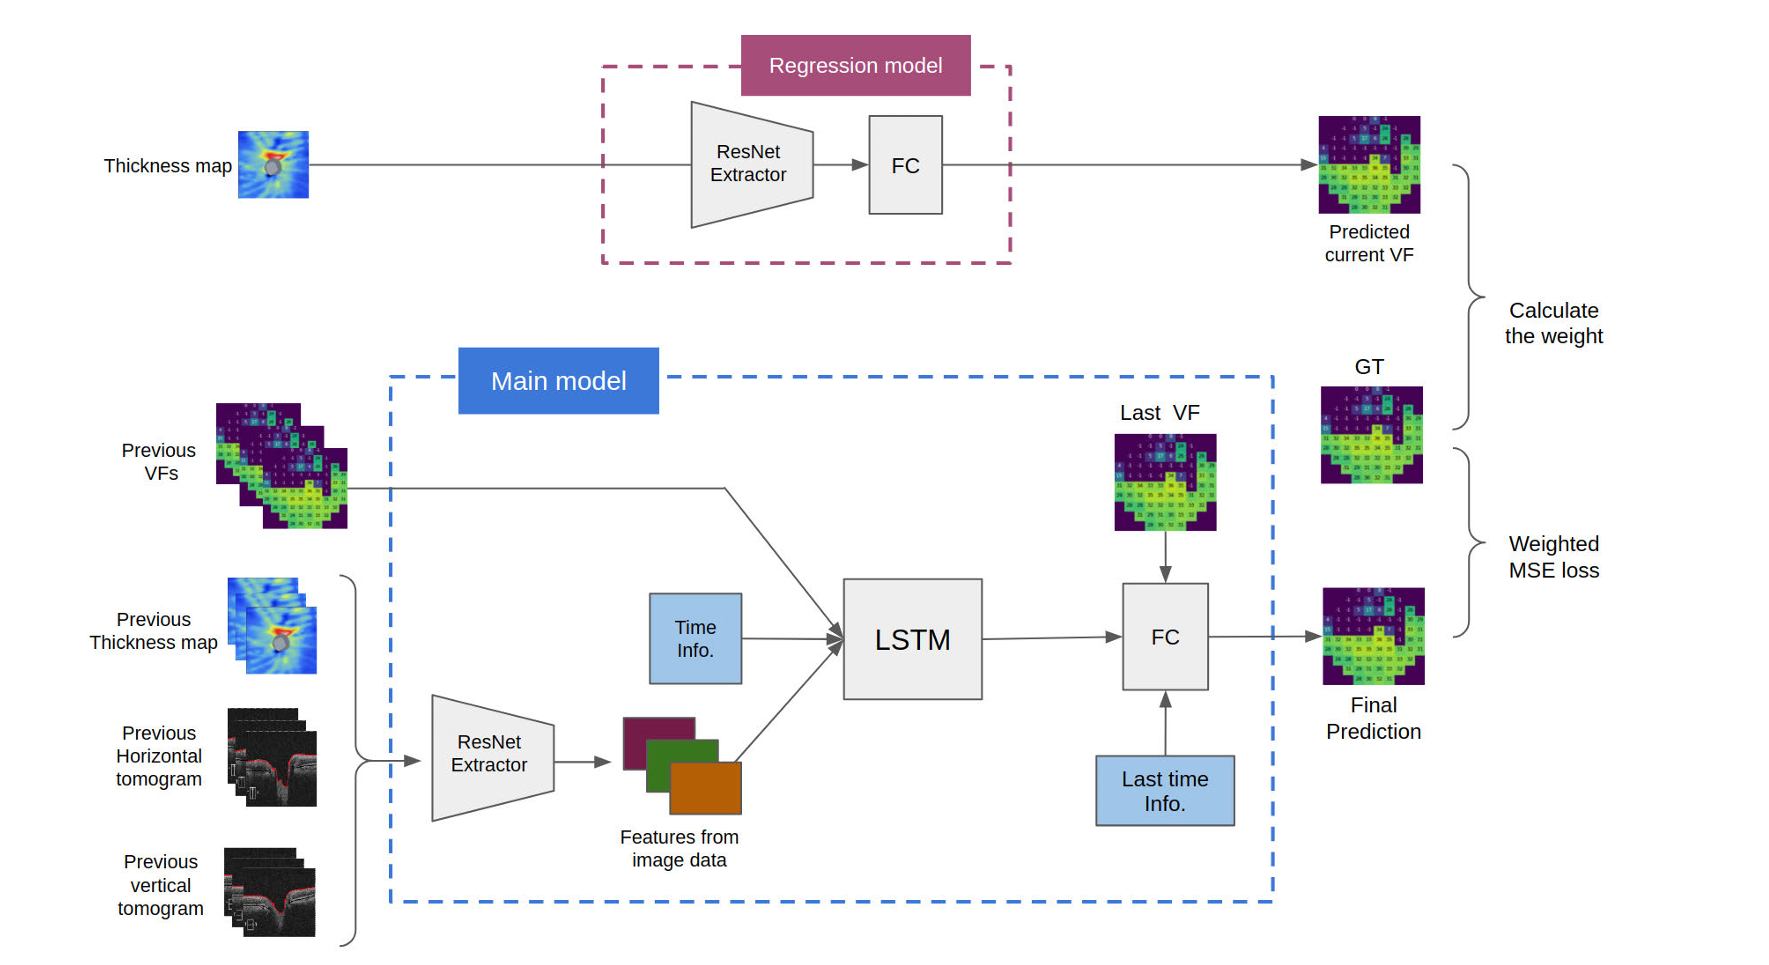 Regression model
Thickness map
ResNet
Extractor
FC
Predicted
current VF
Calculate
the weight
GT
Main model
Last VF
Previous
VFs
Weighted
MSE loss
Previous
Thickness map
Time
Info.
LSTM
FC
Final
Prediction
Previous
Horizontal
tomogram
ResNet
Extractor
Last time
Info.
Features from
image data
Previous
vertical
tomogram